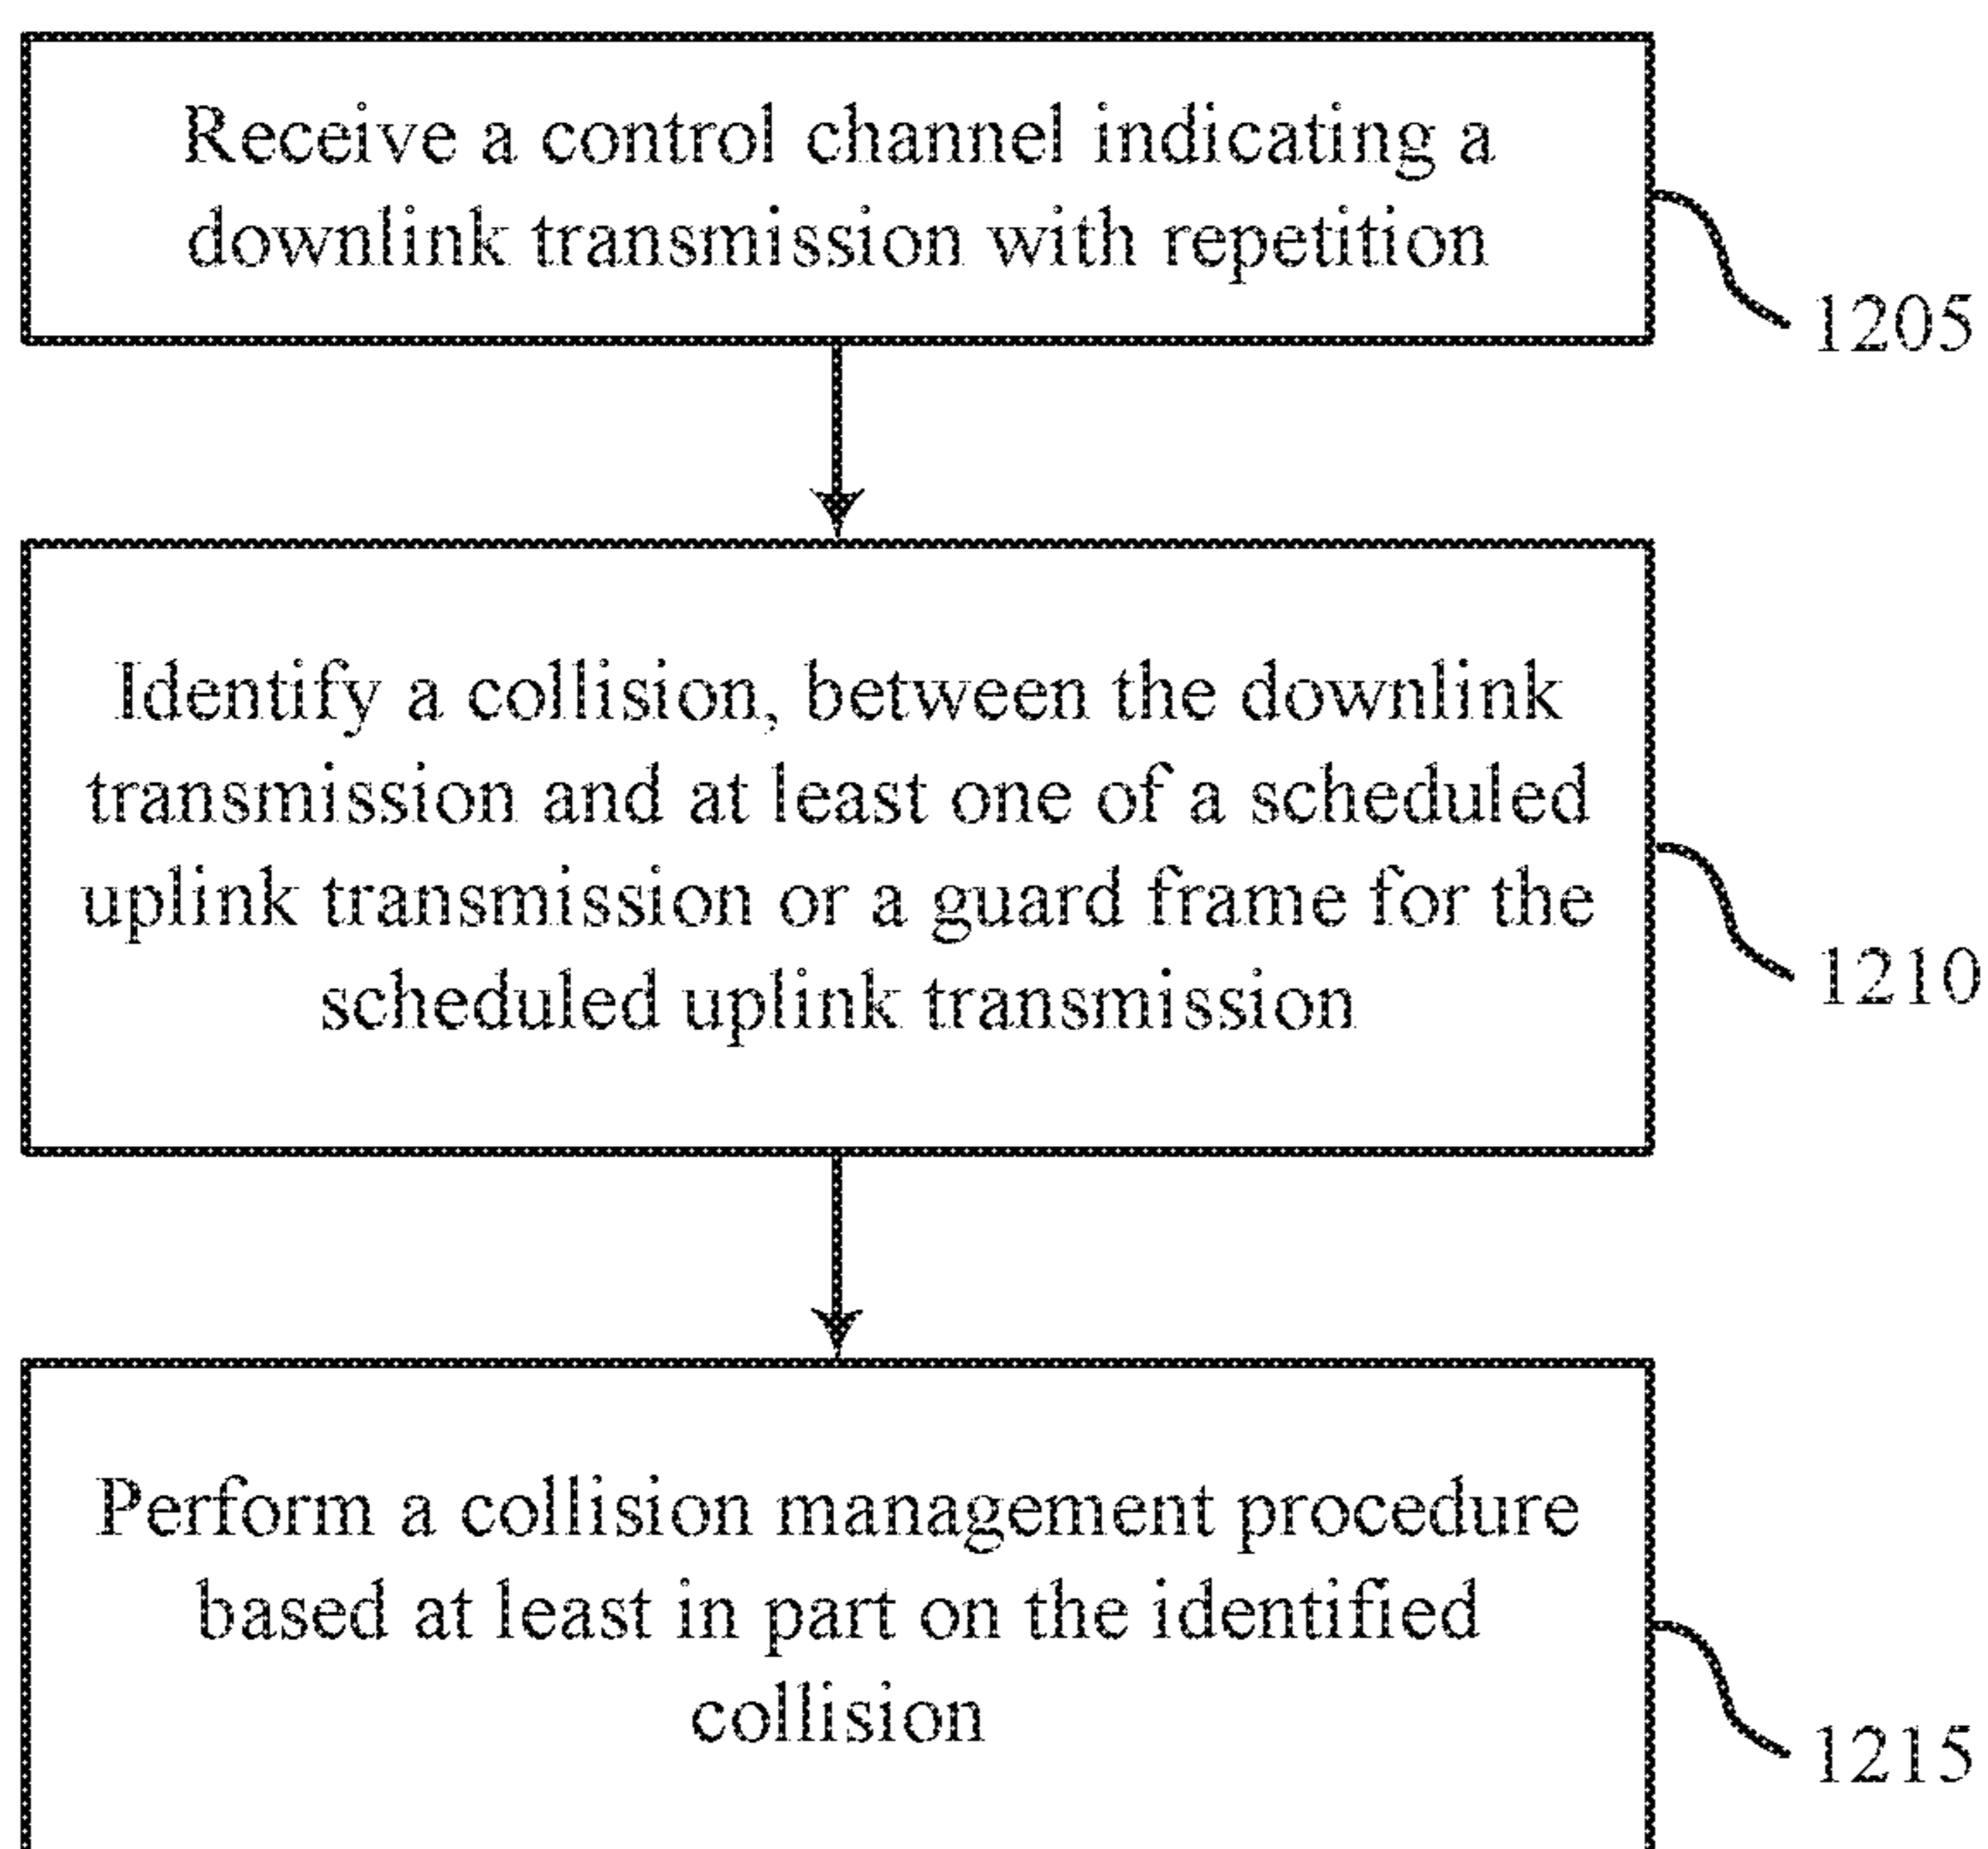 Receive a control channel indicating a
downlink transmission with repetition
1205
Identify a collision, between the downlink
transmission and at least one of a scheduled
uplink transmission or a guard frame for the
scheduled uplink transmission
1210
Perform a collision management procedure
based at least in part on the identified
collision
1215